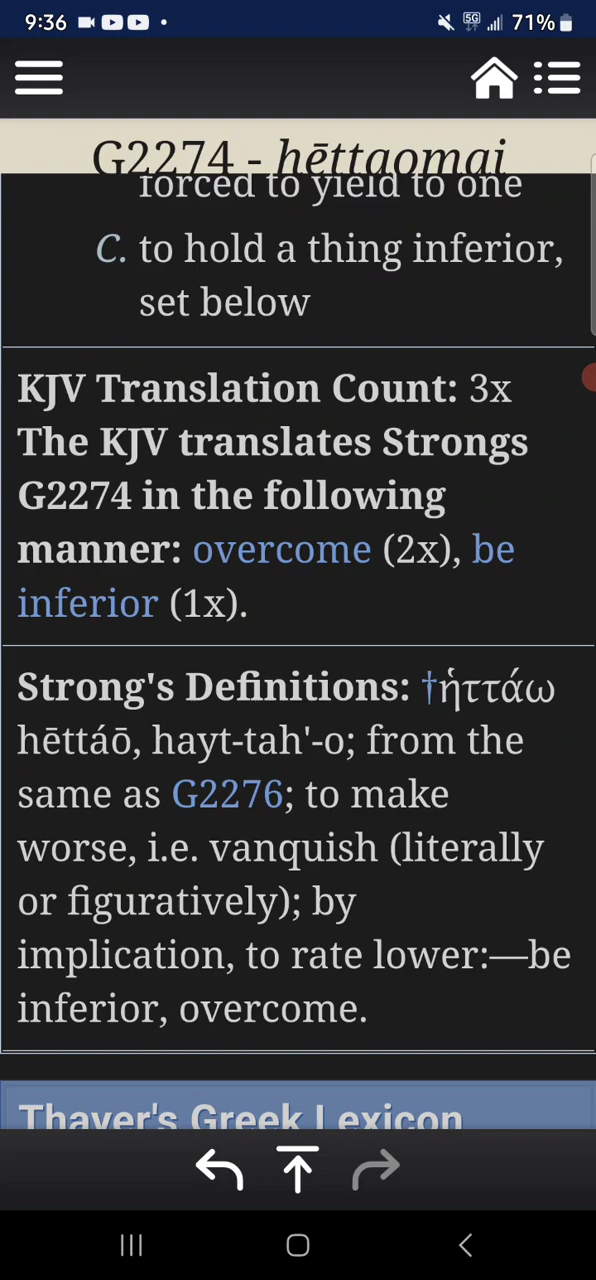 9:36
5G
71%
G2274 - hēttaomai
forced to yield to one
C. to hold a thing inferior,
set below
KJV Translation Count: 3x
The KJV translates Strongs
G2274 in the following
manner: overcome (2x), be
inferior (1x).
Strong's Definitions: †ἡττάω
hēttáō, hayt-tah'-o; from the
same as G2276; to make
worse, i.e. vanquish (literally
or figuratively); by
implication, to rate lower:—be
inferior, overcome.
Thayer's Greek Lexicon